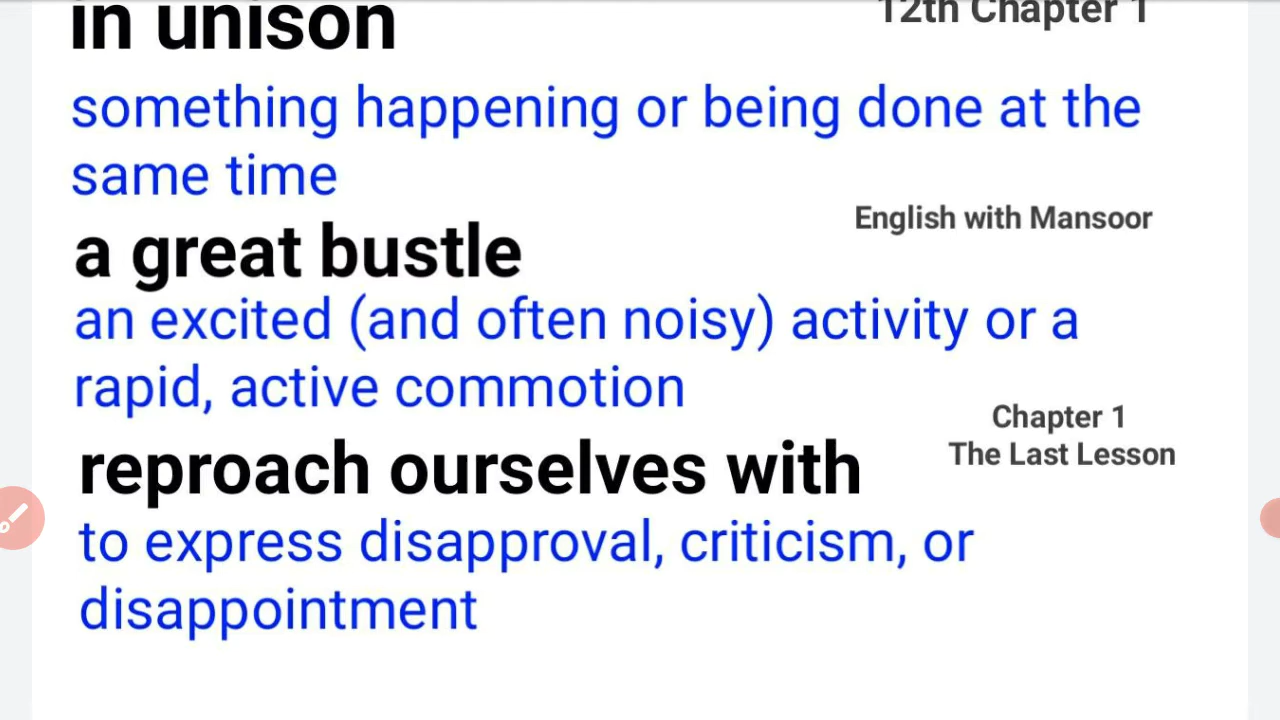 in unison
12th Chapter 1
something happening or being done at the
same time
English with Mansoor
a great bustle
an excited (and often noisy) activity or a
rapid, active commotion
Chapter 1
The Last Lesson
reproach ourselves with
to express disapproval, criticism, or
disappointment